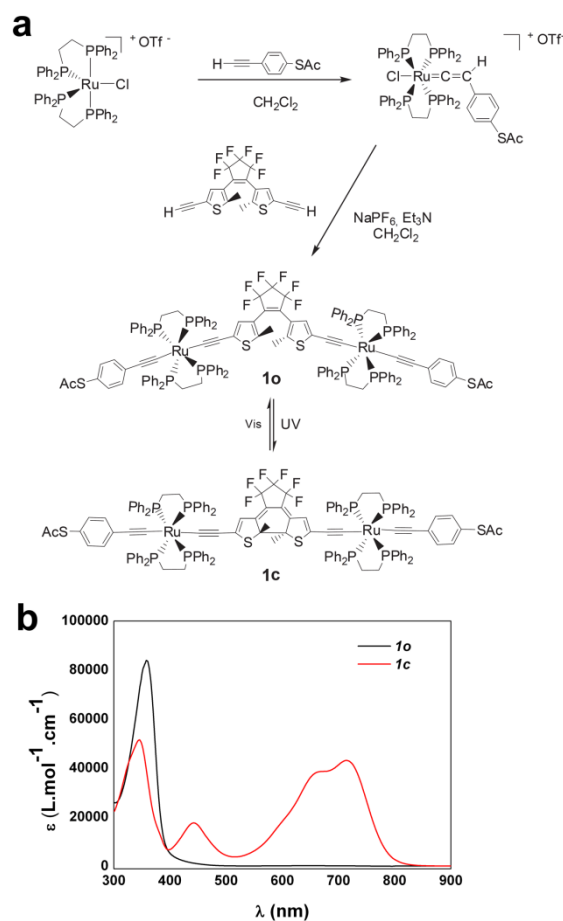 a
Ph2P PPh2
Ru-Cl
Ph2P PPh2
+ OTf -
H SAc
CH2Cl2
Ph2P PPh2
Cl-Ru=C=C H
Ph2P PPh2
SAc
+ OTf-
F F F F F F
H S S H
NaPF6, Et3N
CH2Cl2
F F F F F F
Ph2P PPh2 Ph2P PPh2
Ru S S Ru
Ph2P PPh2 Ph2P PPh2
AcS SAc
1o
Vis UV
F F F F F F
Ph2P PPh2 Ph2P PPh2
AcS Ru S S Ru SAc
Ph2P PPh2 Ph2P PPh2
1c
b
100000
80000
60000
40000
20000
0
ε (L.mol-1.cm-1)
1o
1c
300 400 500 600 700 800 900
λ (nm)